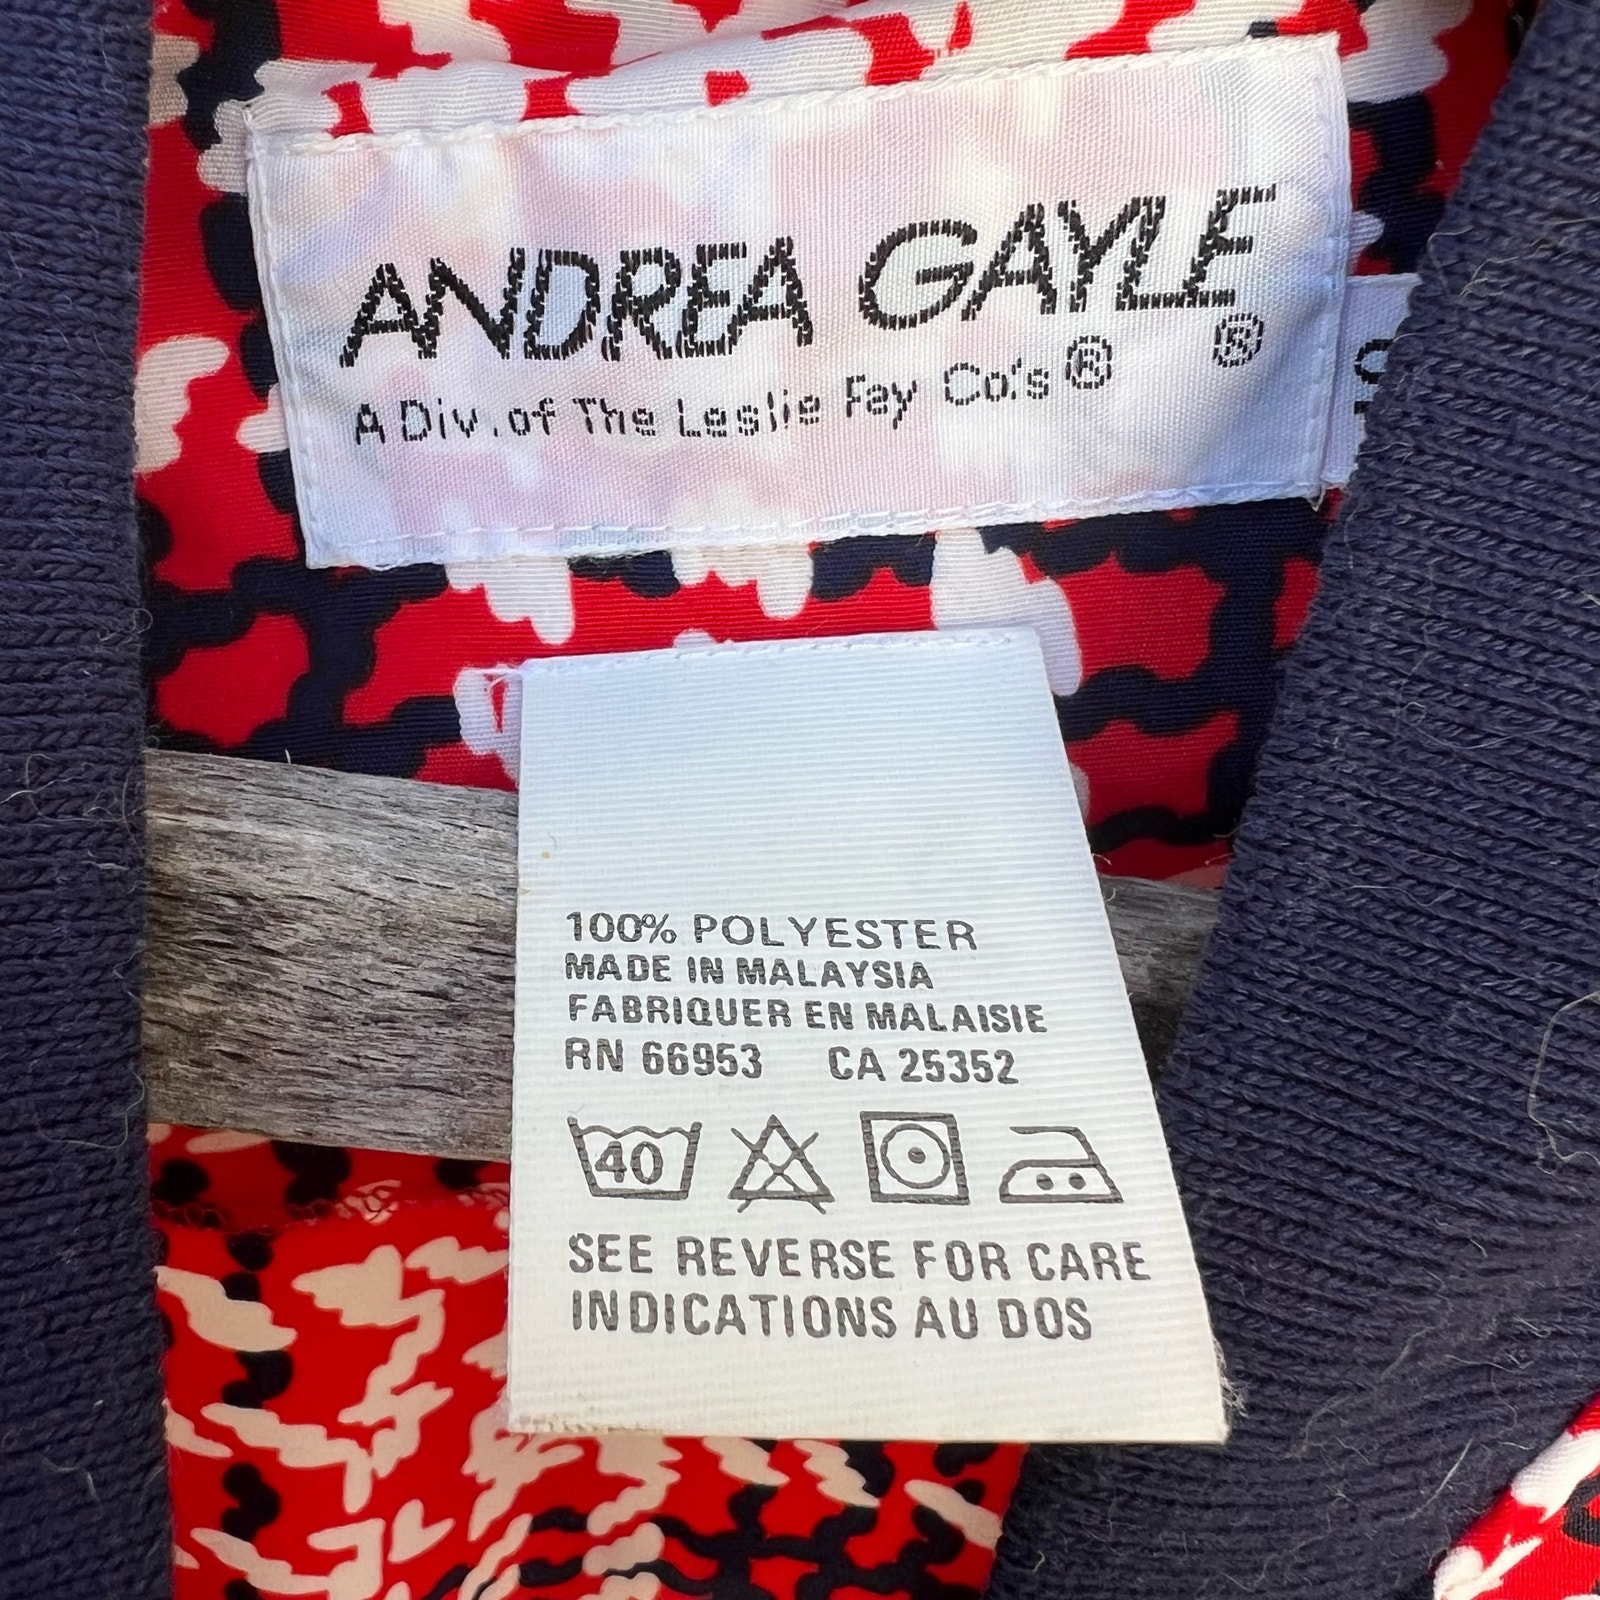 ANDREA GAYLE ®
A Div. of The Leslie Fay Co.'s ®
100% POLYESTER
MADE IN MALAYSIA
FABRIQUER EN MALAISIE
RN 66953 CA 25352
40
SEE REVERSE FOR CARE
INDICATIONS AU DOS